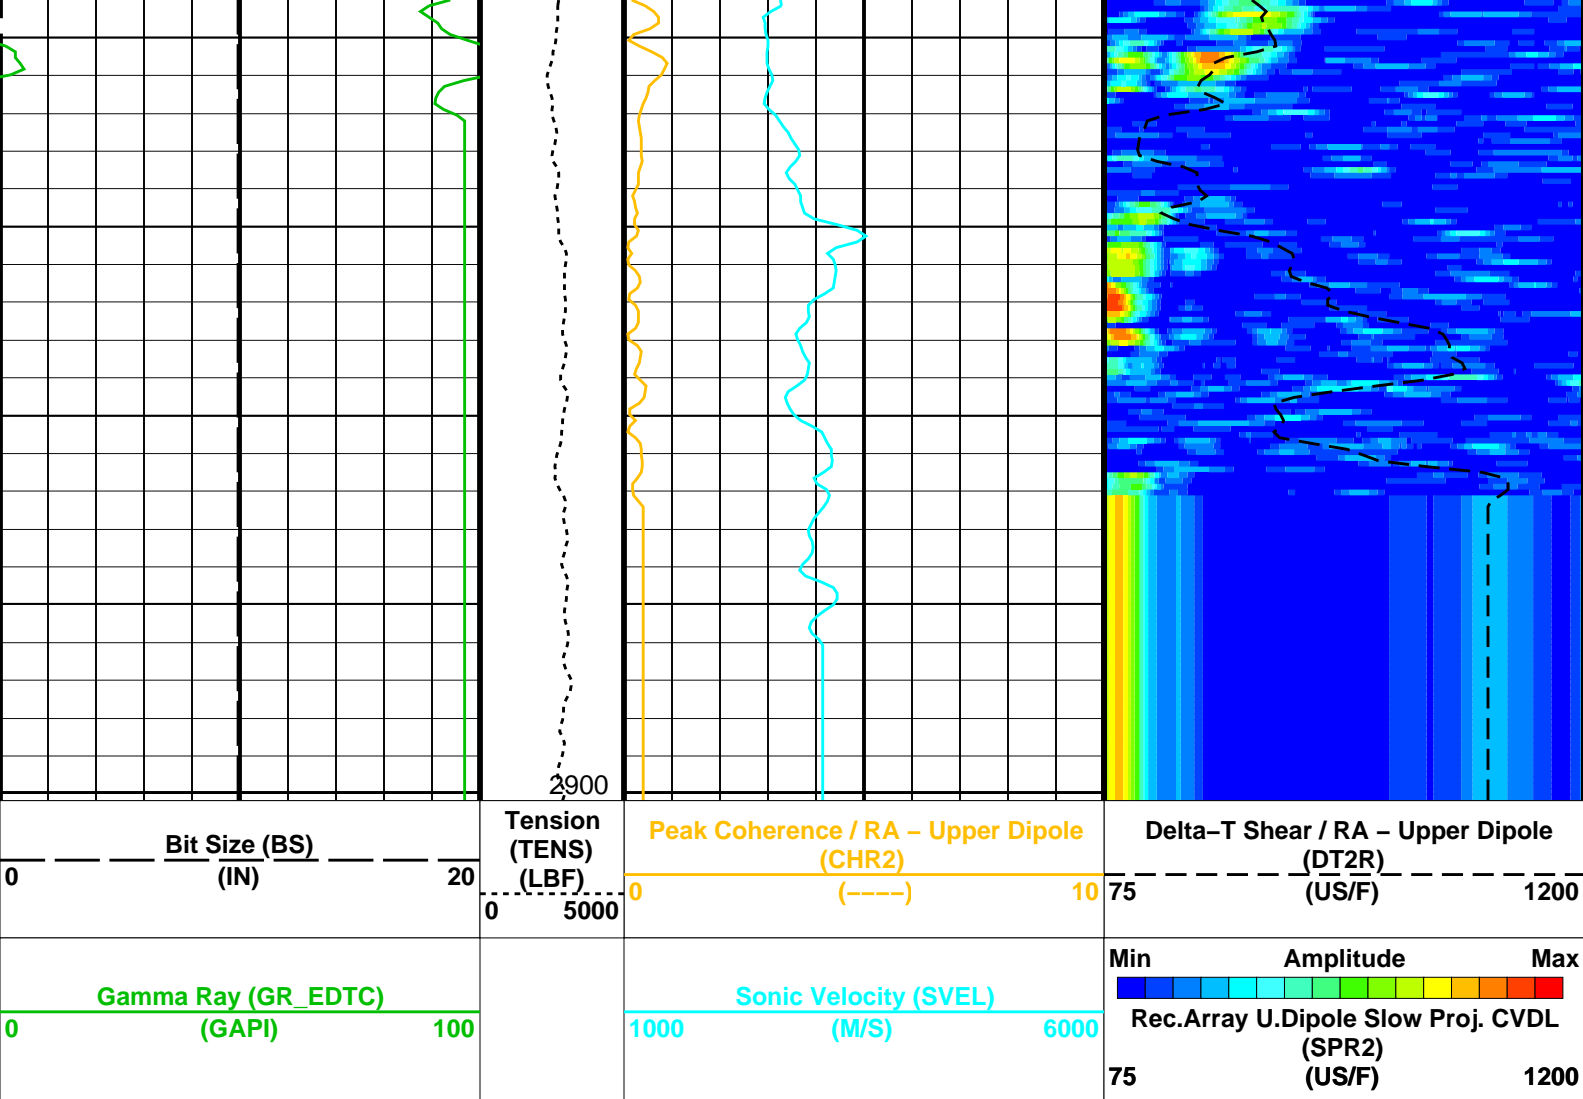 2900
Bit Size (BS)
0 (IN) 20
Tension
(TENS)
(LBF)
0 5000
Peak Coherence / RA – Upper Dipole
(CHR2)
0 (––––) 10
Delta–T Shear / RA – Upper Dipole
(DT2R)
75 (US/F) 1200
Gamma Ray (GR_EDTC)
0 (GAPI) 100
Sonic Velocity (SVEL)
1000 (M/S) 6000
Min Amplitude Max
Rec.Array U.Dipole Slow Proj. CVDL
(SPR2)
75 (US/F) 1200